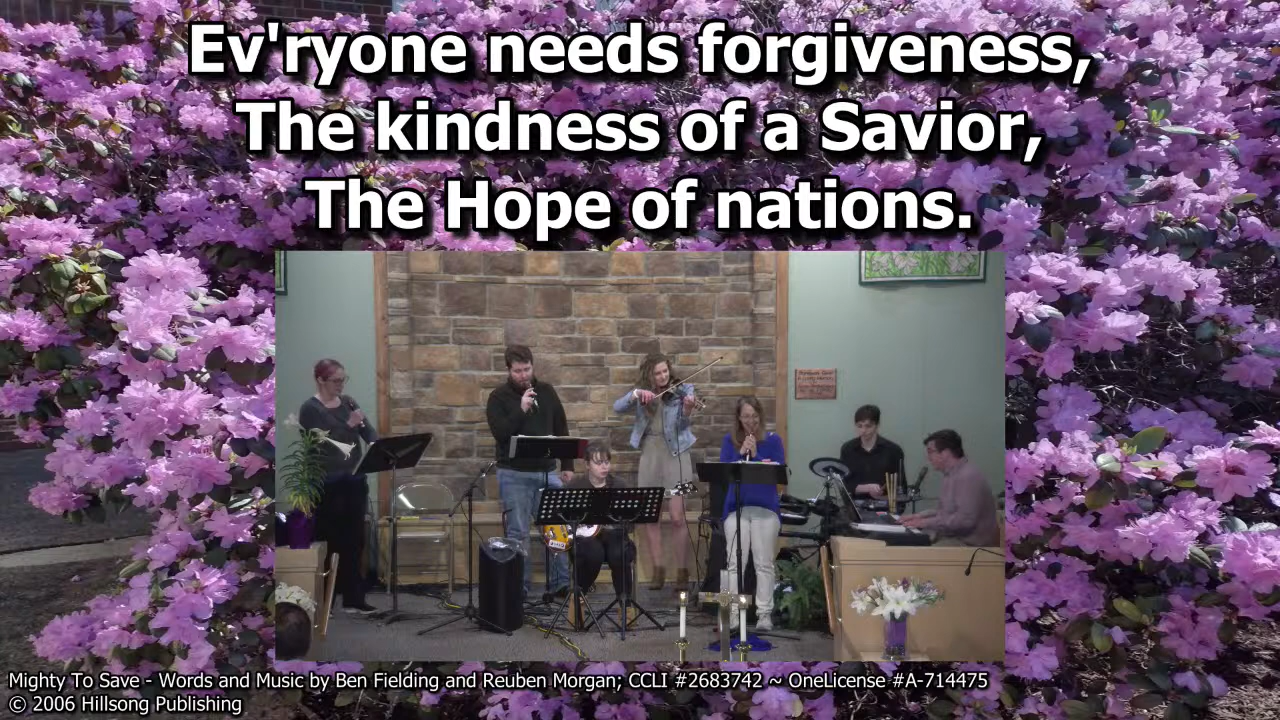 Ev'ryone needs forgiveness,
The kindness of a Savior,
The Hope of nations.
Mighty To Save - Words and Music by Ben Fielding and Reuben Morgan; CCLI #2683742 ~ OneLicense #A-714475
© 2006 Hillsong Publishing